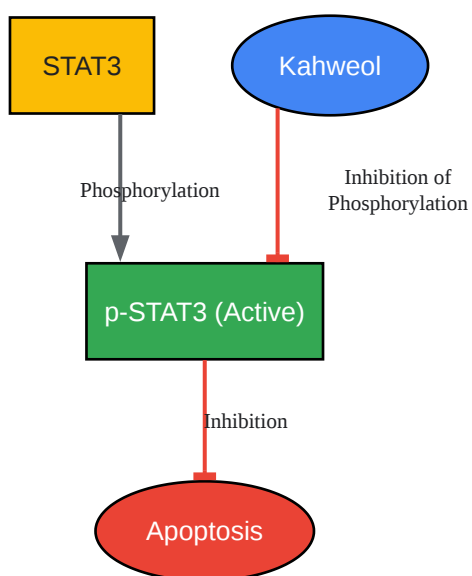 STAT3
Kahweol
Phosphorylation
Inhibition of
Phosphorylation
p-STAT3 (Active)
Inhibition
Apoptosis